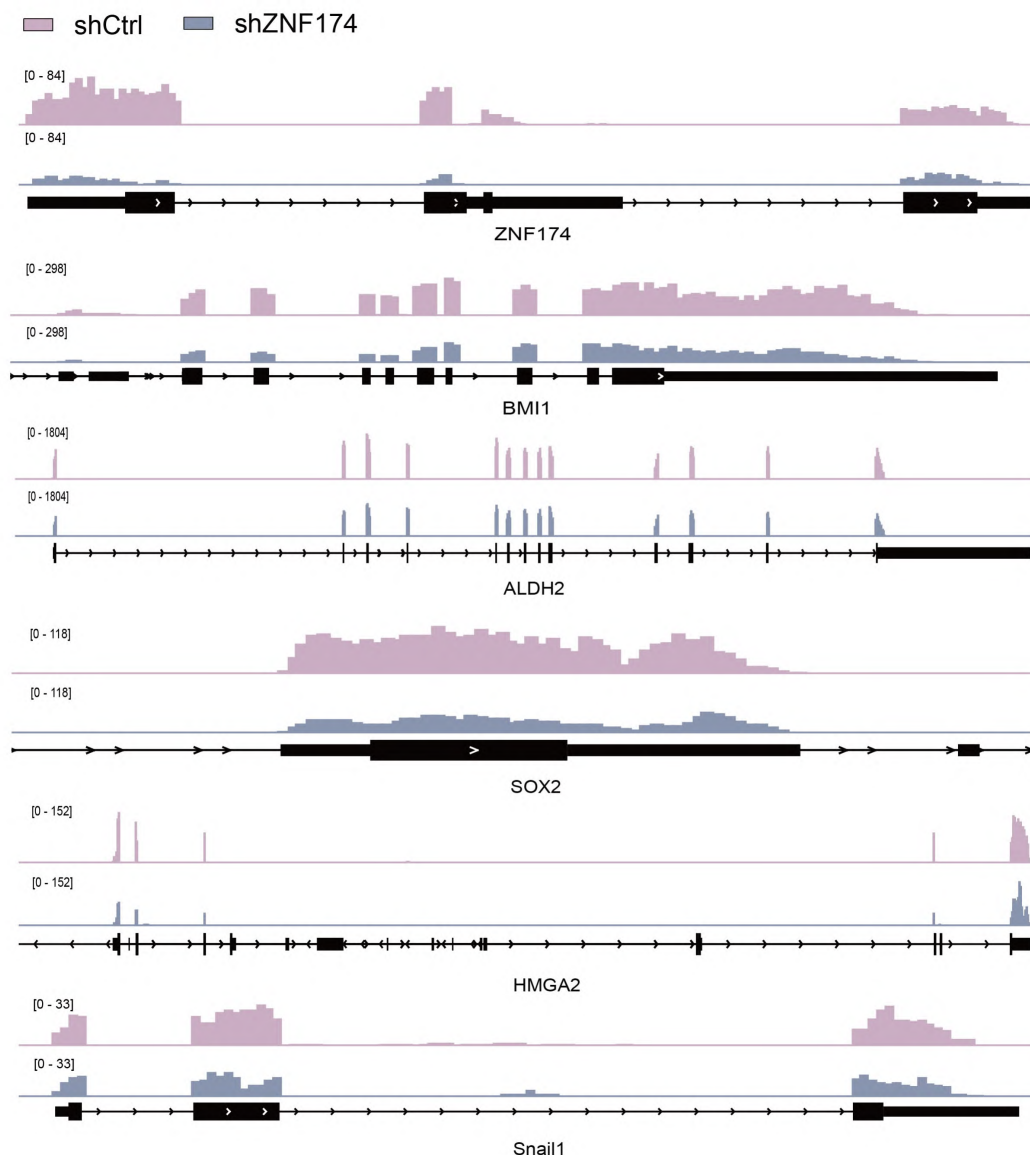 shCtrl shZNF174
[0 - 84]
[0 - 84]
ZNF174
[0 - 298]
[0 - 298]
BMI1
[0 -1804]
[0 -1804]
ALDH2
[0 - 118]
[0 -118]
SOX2
[0 - 152]
[0 - 152]
HMGA2
[0 - 33]
[0 - 33]
Snail1